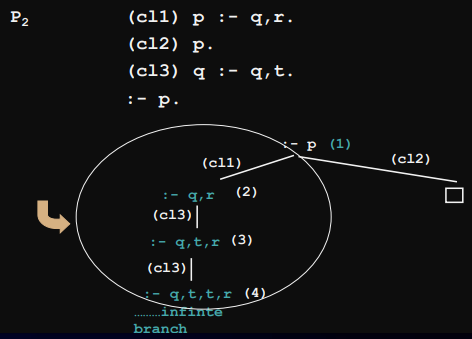 P2 (cl1) p :- q,r.
(cl2) p.
(cl3) q :- q,t.
:- p.
:- p (1)
(cl1) (cl2)
:- q,r (2)
(cl3)
:- q,t,r (3)
(cl3)
:- q,t,t,r (4)
.........infinte
branch